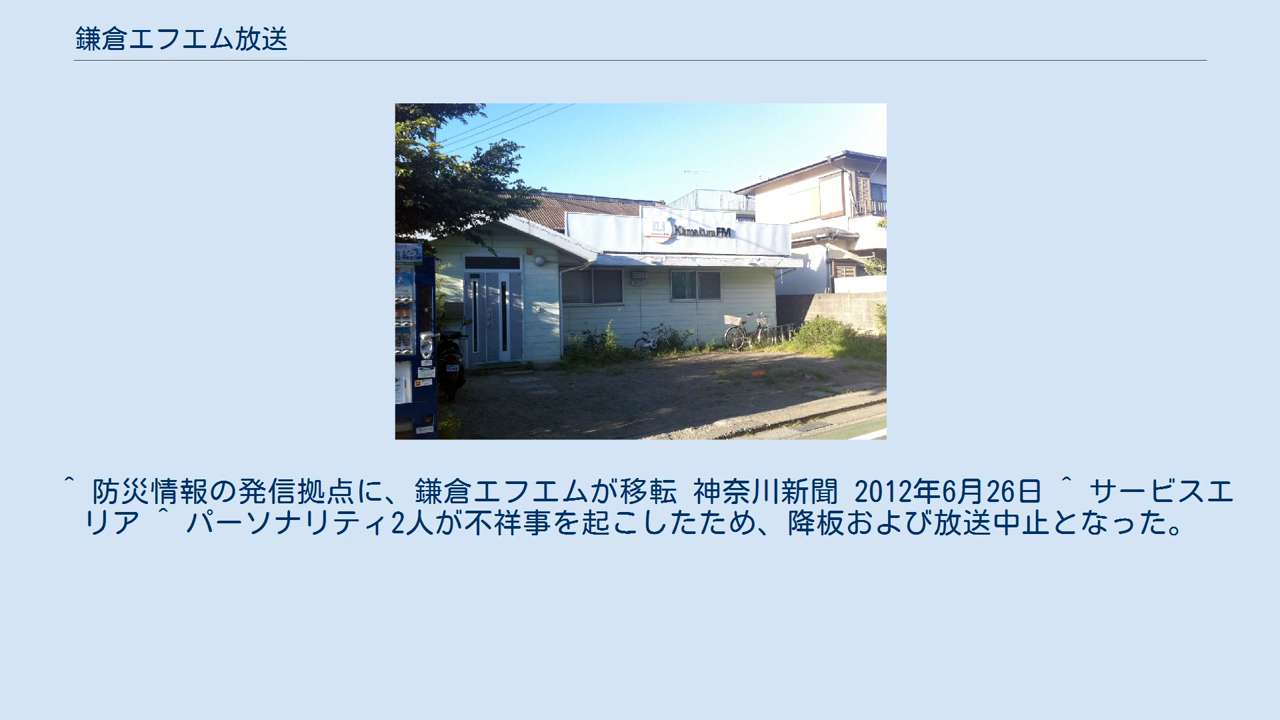 鎌倉エフエム放送
Kamakura FM
^ 防災情報の発信拠点に、鎌倉エフエムが移転 神奈川新聞 2012年6月26日 ^ サービスエ
リア ^ パーソナリティ2人が不祥事を起こしたため、降板および放送中止となった。